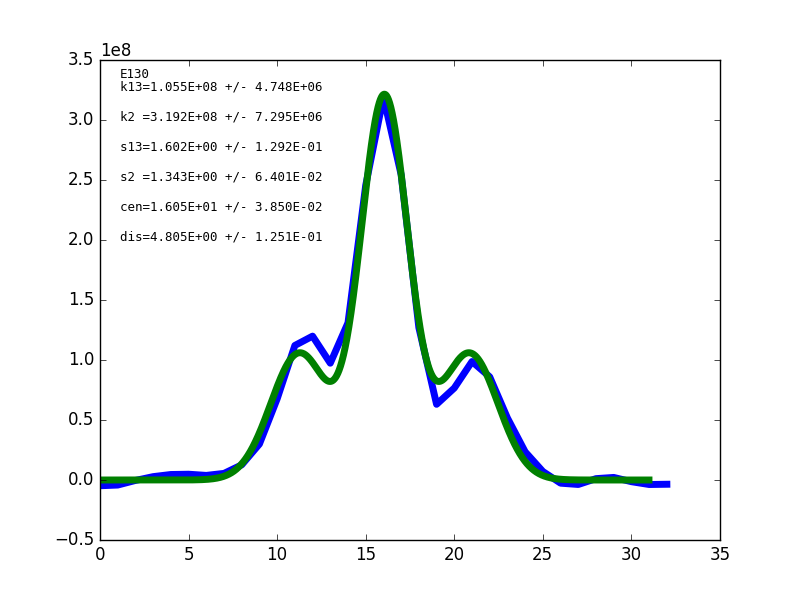 1e8
3.5
3.0
2.5
2.0
1.5
1.0
0.5
0.0
−0.5
E130
k13=1.055E+08 +/- 4.748E+06
k2 =3.192E+08 +/- 7.295E+06
s13=1.602E+00 +/- 1.292E-01
s2 =1.343E+00 +/- 6.401E-02
cen=1.605E+01 +/- 3.850E-02
dis=4.805E+00 +/- 1.251E-01
0 5 10 15 20 25 30 35